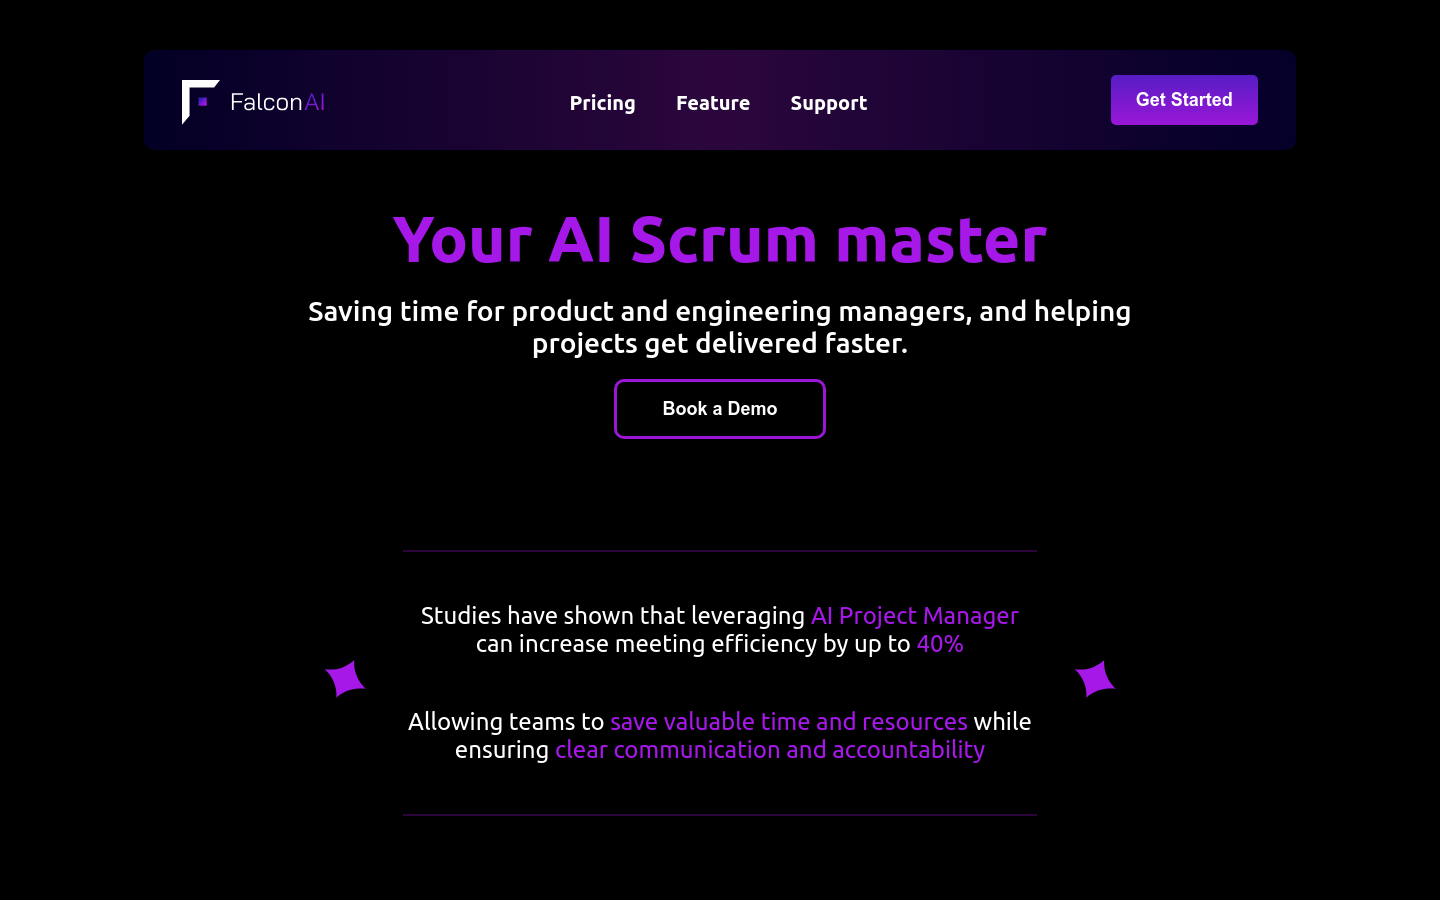 FalconAI
Pricing
Feature
Support
Get Started
Your AI Scrum master
Saving time for product and engineering managers, and helping
projects get delivered faster.
Book a Demo
Studies have shown that leveraging AI Project Manager
can increase meeting efficiency by up to 40%
Allowing teams to save valuable time and resources while
ensuring clear communication and accountability